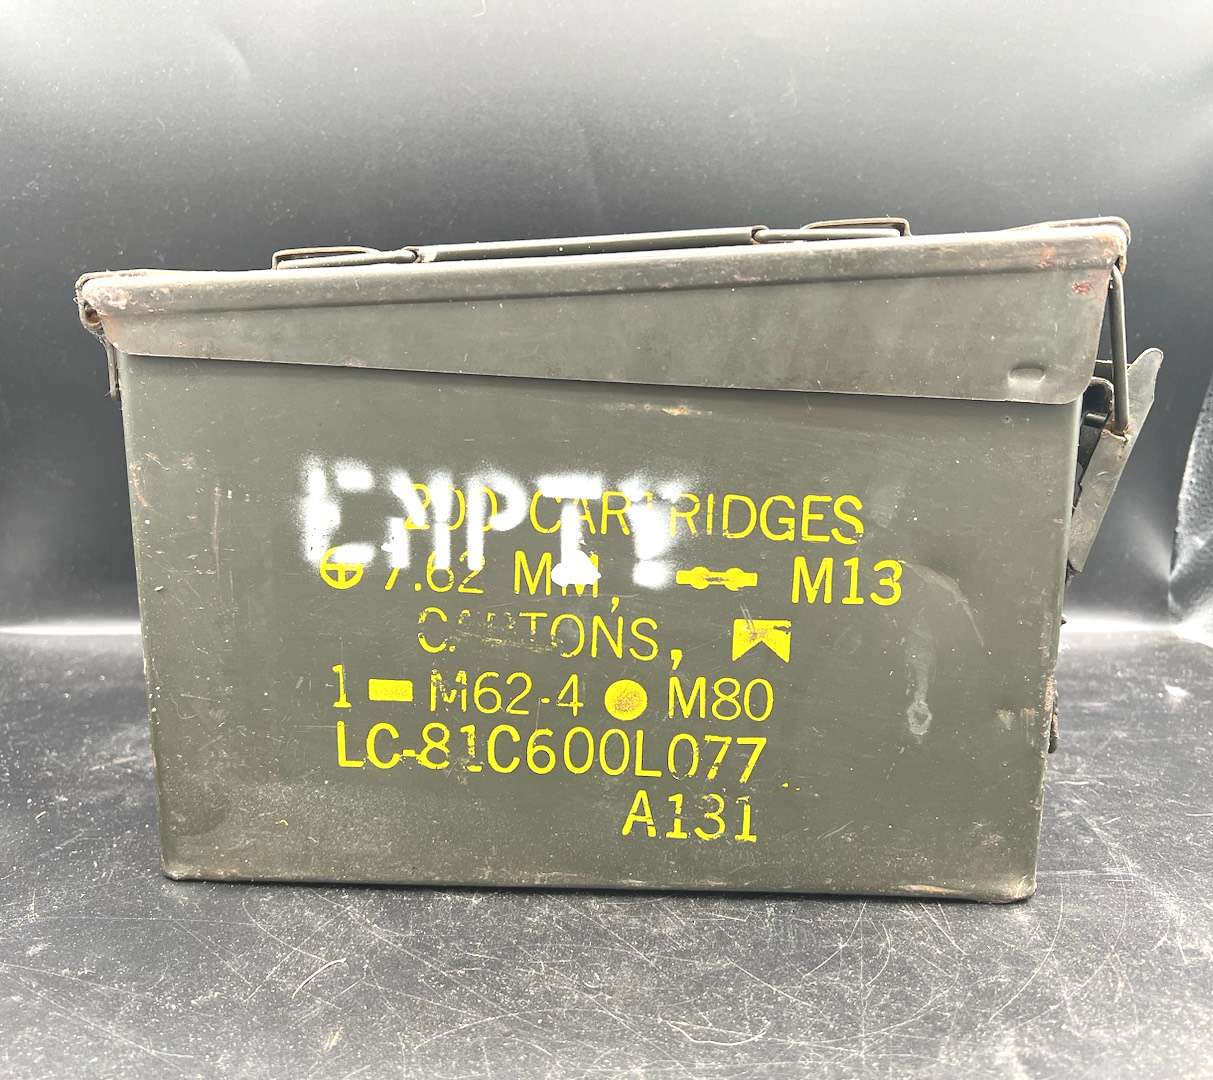 EMPTY
200 CARTRIDGES
7.62 MM, M13
CARTONS,
1 M62-4 M80
LC-81C600L077
A131